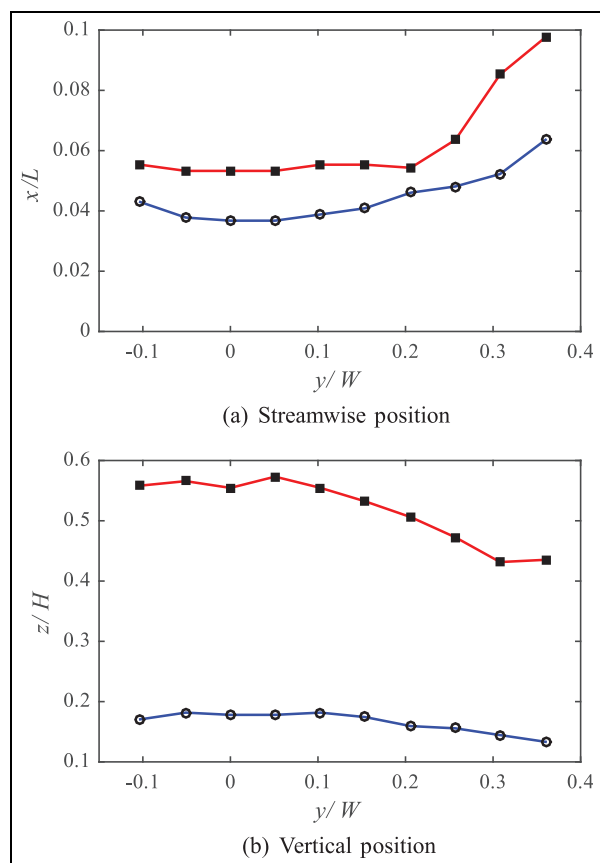 0.1
0.08
0.06
0.04
0.02
0
x/L
-0.1 0 0.1 0.2 0.3 0.4
y/W
(a) Streamwise position
0.6
0.5
0.4
0.3
0.2
0.1
z/H
-0.1 0 0.1 0.2 0.3 0.4
y/W
(b) Vertical position